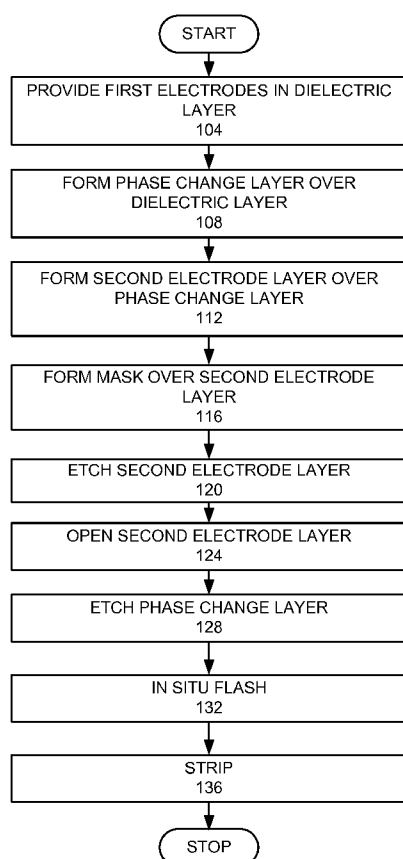 START
PROVIDE FIRST ELECTRODES IN DIELECTRIC
LAYER
104
FORM PHASE CHANGE LAYER OVER
DIELECTRIC LAYER
108
FORM SECOND ELECTRODE LAYER OVER
PHASE CHANGE LAYER
112
FORM MASK OVER SECOND ELECTRODE
LAYER
116
ETCH SECOND ELECTRODE LAYER
120
OPEN SECOND ELECTRODE LAYER
124
ETCH PHASE CHANGE LAYER
128
IN SITU FLASH
132
STRIP
136
STOP